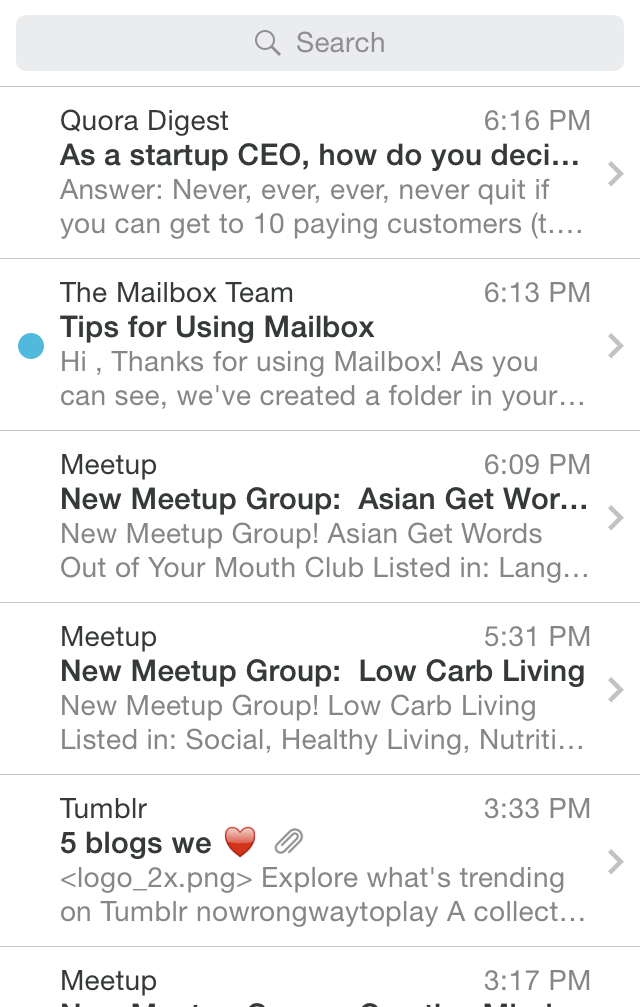 Search
Quora Digest 6:16 PM
As a startup CEO, how do you deci...
Answer: Never, ever, ever, never quit if
you can get to 10 paying customers (t....
The Mailbox Team 6:13 PM
Tips for Using Mailbox
Hi , Thanks for using Mailbox! As you
can see, we've created a folder in your...
Meetup 6:09 PM
New Meetup Group:  Asian Get Wor...
New Meetup Group! Asian Get Words
Out of Your Mouth Club Listed in: Lang...
Meetup 5:31 PM
New Meetup Group:  Low Carb Living
New Meetup Group! Low Carb Living
Listed in: Social, Healthy Living, Nutriti...
Tumblr 3:33 PM
5 blogs we ❤️
<logo_2x.png> Explore what's trending
on Tumblr nowrongwaytoplay A collect...
Meetup 3:17 PM